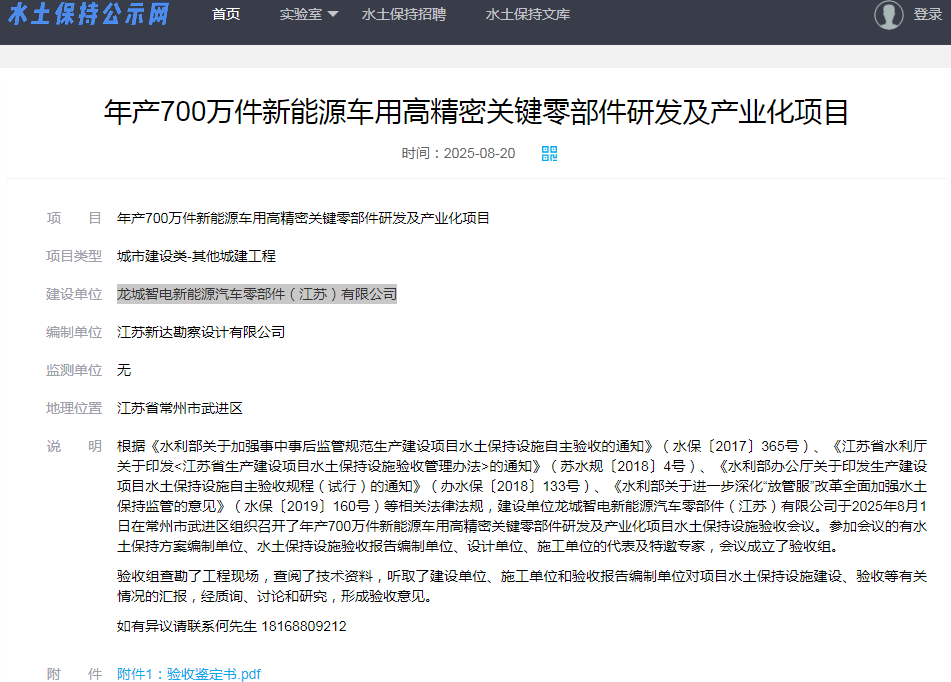 水土保持公示网 首页 实验室 水土保持招聘 水土保持文库 登录
年产700万件新能源车用高精密关键零部件研发及产业化项目
时间：2025-08-20
项 目 年产700万件新能源车用高精密关键零部件研发及产业化项目
项目类型 城市建设类-其他城建工程
建设单位 龙城智电新能源汽车零部件（江苏）有限公司
编制单位 江苏新达勘察设计有限公司
监测单位 无
地理位置 江苏省常州市武进区
说 明 根据《水利部关于加强事中事后监管规范生产建设项目水土保持设施自主验收的通知》（水保〔2017〕365号）、《江苏省水利厅
关于印发<江苏省生产建设项目水土保持设施验收管理办法>的通知》（苏水规〔2018〕4号）、《水利部办公厅关于印发生产建设
项目水土保持设施自主验收规程（试行）的通知》（办水保〔2018〕133号）、《水利部关于进一步深化“放管服”改革全面加强水土
保持监管的意见》（水保〔2019〕160号）等相关法律法规，建设单位龙城智电新能源汽车零部件（江苏）有限公司于2025年8月1
日在常州市武进区组织召开了年产700万件新能源车用高精密关键零部件研发及产业化项目水土保持设施验收会议。参加会议的有水
土保持方案编制单位、水土保持设施验收报告编制单位、设计单位、施工单位的代表及特邀专家，会议成立了验收组。
验收组查勘了工程现场，查阅了技术资料，听取了建设单位、施工单位和验收报告编制单位对项目水土保持设施建设、验收等有关
情况的汇报，经质询、讨论和研究，形成验收意见。
如有异议请联系何先生 18168809212
附 件 附件1：验收鉴定书.pdf